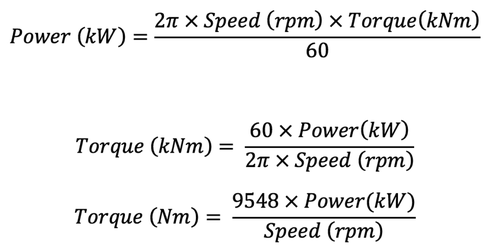 Power (kW) = 2π × Speed (rpm) × Torque(kNm) / 60
Torque (kNm) = 60 × Power(kW) / 2π × Speed (rpm)
Torque (Nm) = 9548 × Power(kW) / Speed (rpm)